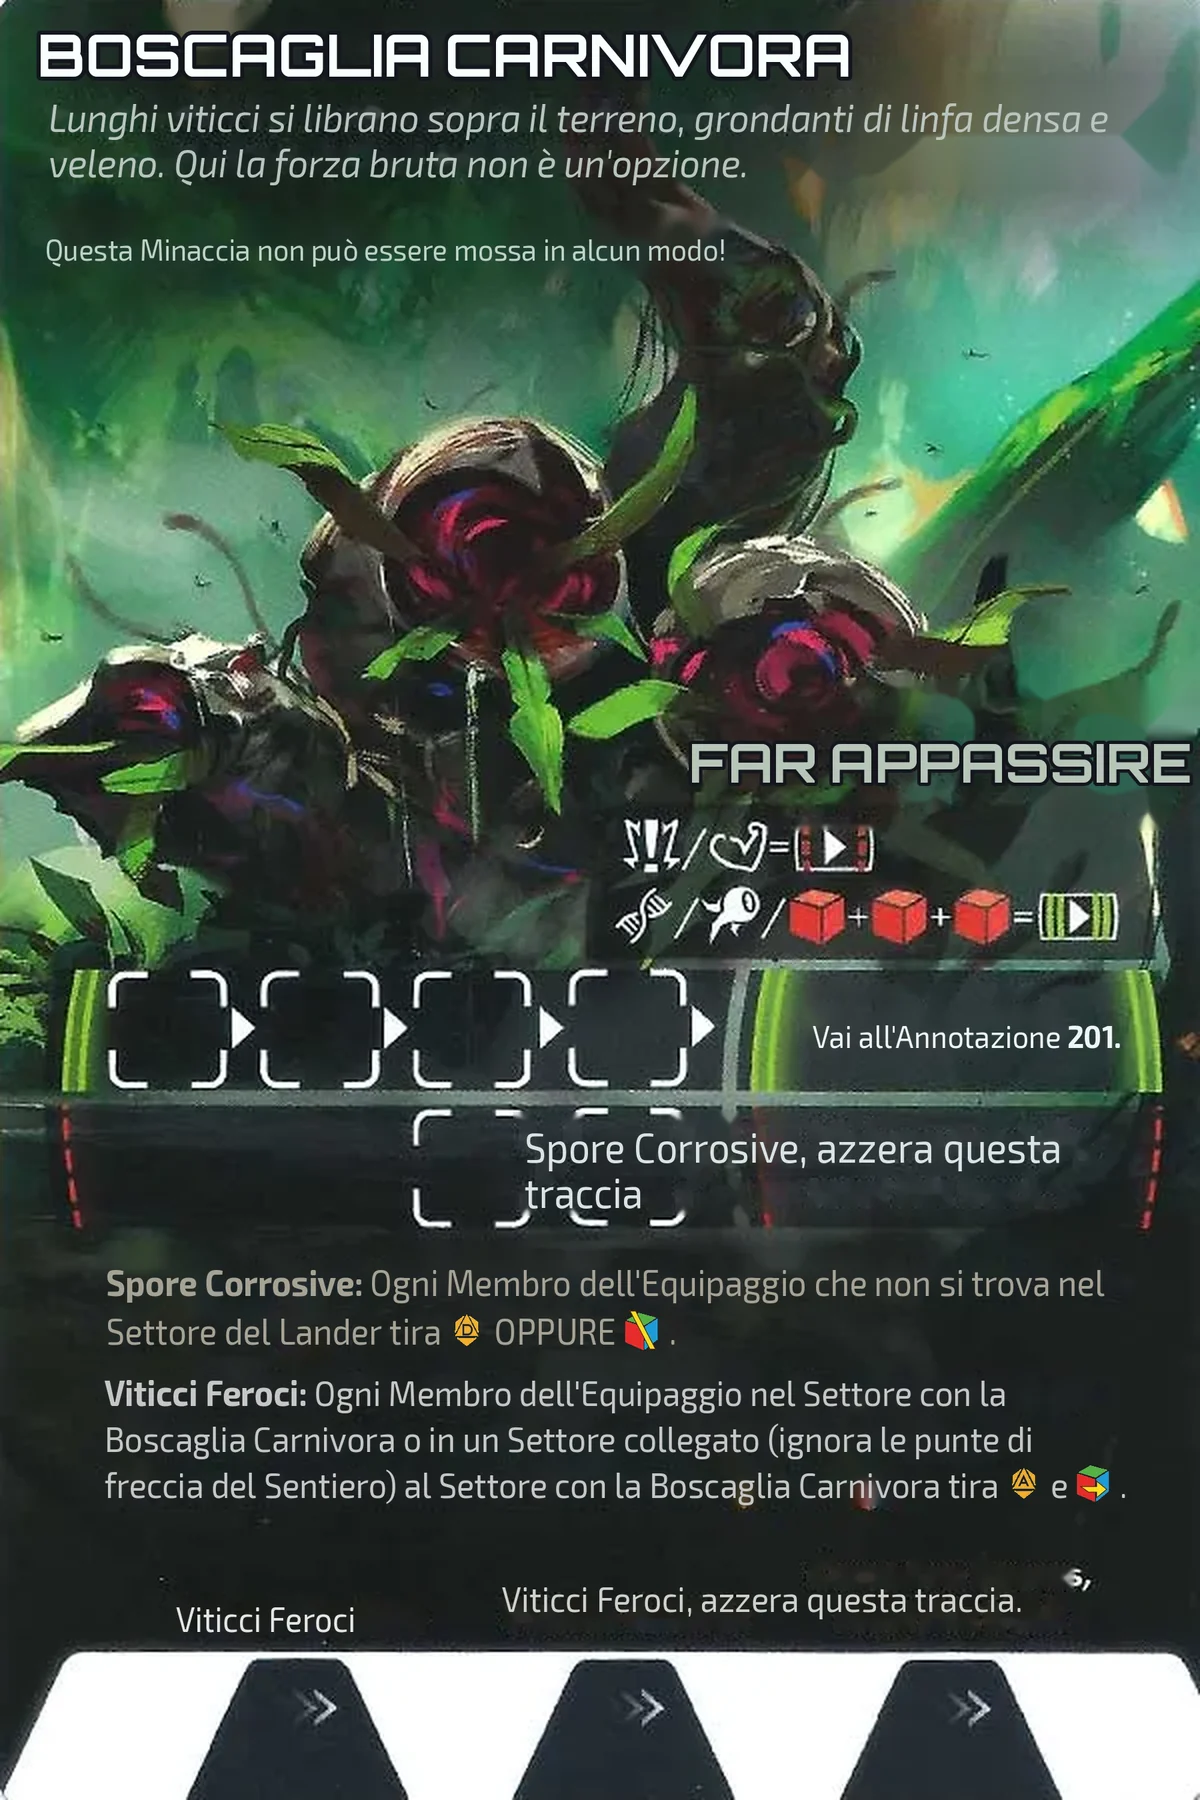 BOSCAGLIA CARNIVORA
Lunghi viticci si librano sopra il terreno, grondanti di linfa densa e
veleno. Qui la forza bruta non è un'opzione.
Questa Minaccia non può essere mossa in alcun modo!
FAR APPASSIRE
Vai all'Annotazione 201.
Spore Corrosive, azzera questa
traccia
Spore Corrosive: Ogni Membro dell'Equipaggio che non si trova nel
Settore del Lander tira D OPPURE .
Viticci Feroci: Ogni Membro dell'Equipaggio nel Settore con la
Boscaglia Carnivora o in un Settore collegato (ignora le punte di
freccia del Sentiero) al Settore con la Boscaglia Carnivora tira A e .
s,
Viticci Feroci, azzera questa traccia.
Viticci Feroci